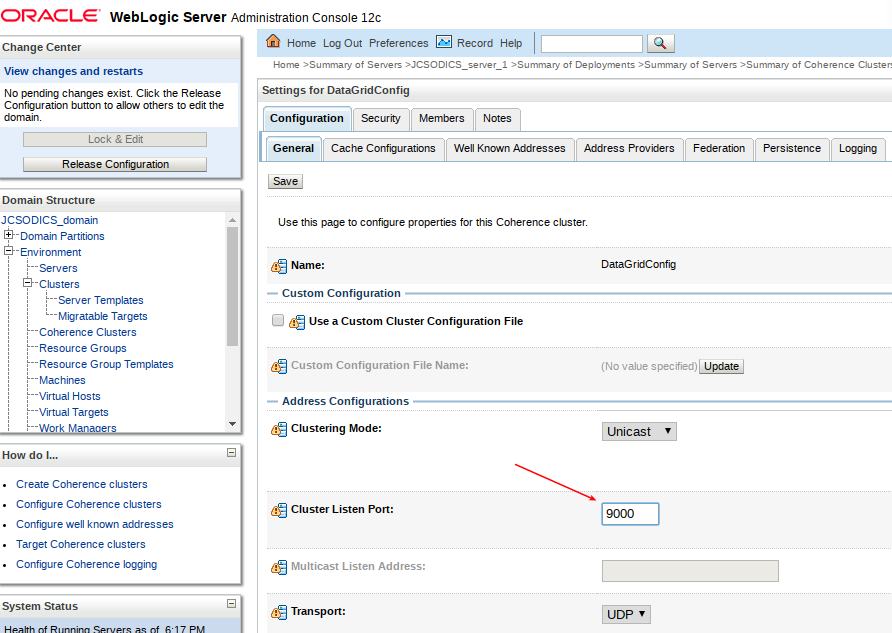 ORACLE WebLogic Server Administration Console 12c
Change Center
View changes and restarts
No pending changes exist. Click the Release
Configuration button to allow others to edit the
domain.
Lock & Edit
Release Configuration
Domain Structure
JCSODICS_domain
Domain Partitions
Environment
Servers
Clusters
Server Templates
Migratable Targets
Coherence Clusters
Resource Groups
Resource Group Templates
Machines
Virtual Hosts
Virtual Targets
Work Managers
How do I...
Create Coherence clusters
Configure Coherence clusters
Configure well known addresses
Target Coherence clusters
Configure Coherence logging
System Status
Health of Running Servers as of 6:17 PM
Home Log Out Preferences Record Help
Home >Summary of Servers >JCSODICS_server_1 >Summary of Deployments >Summary of Servers >Summary of Coherence Clusters
Settings for DataGridConfig
Configuration Security Members Notes
General Cache Configurations Well Known Addresses Address Providers Federation Persistence Logging
Save
Use this page to configure properties for this Coherence cluster.
Name: DataGridConfig
Custom Configuration
Use a Custom Cluster Configuration File
Custom Configuration File Name: (No value specified) Update
Address Configurations
Clustering Mode: Unicast
Cluster Listen Port: 9000
Multicast Listen Address:
Transport: UDP